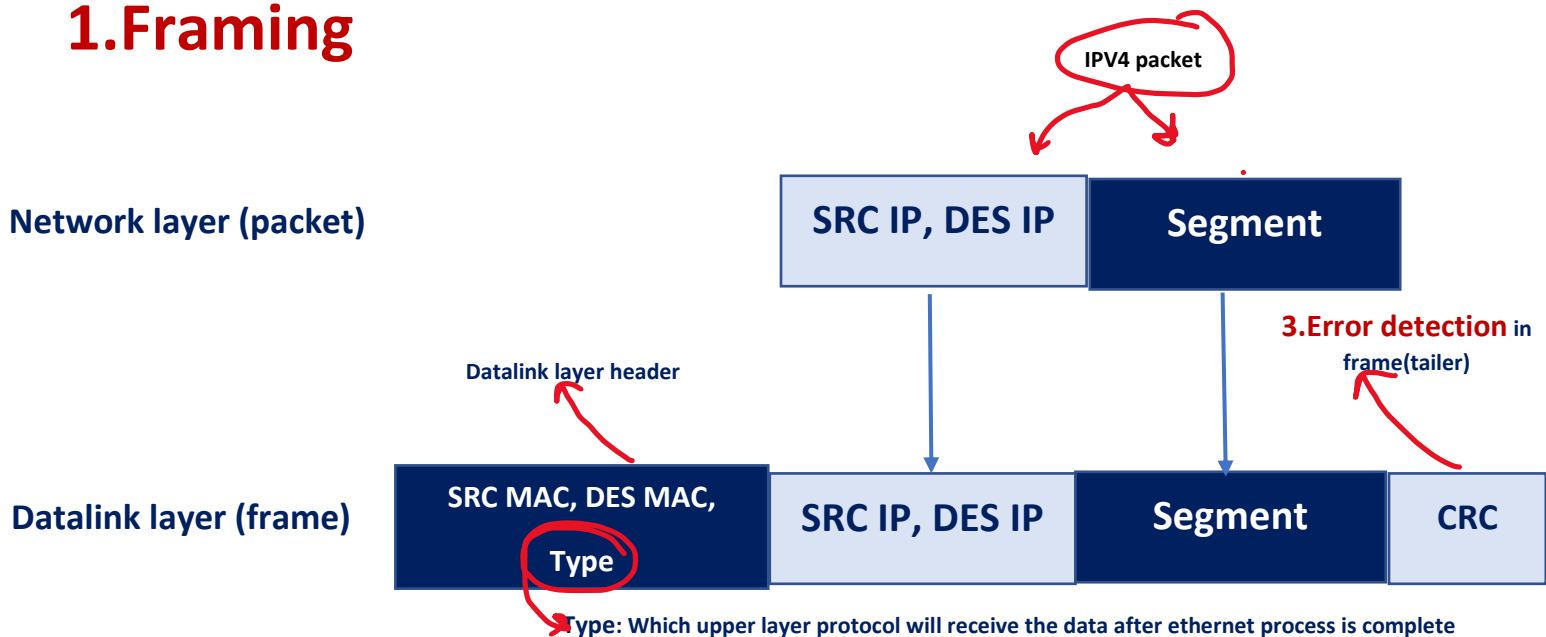 1.Framing
IPV4 packet
Network layer (packet)
SRC IP, DES IP
Segment
3.Error detection in
frame(tailer)
Datalink layer header
Datalink layer (frame)
SRC MAC, DES MAC,
Type
SRC IP, DES IP
Segment
CRC
Type: Which upper layer protocol will receive the data after ethernet process is complete